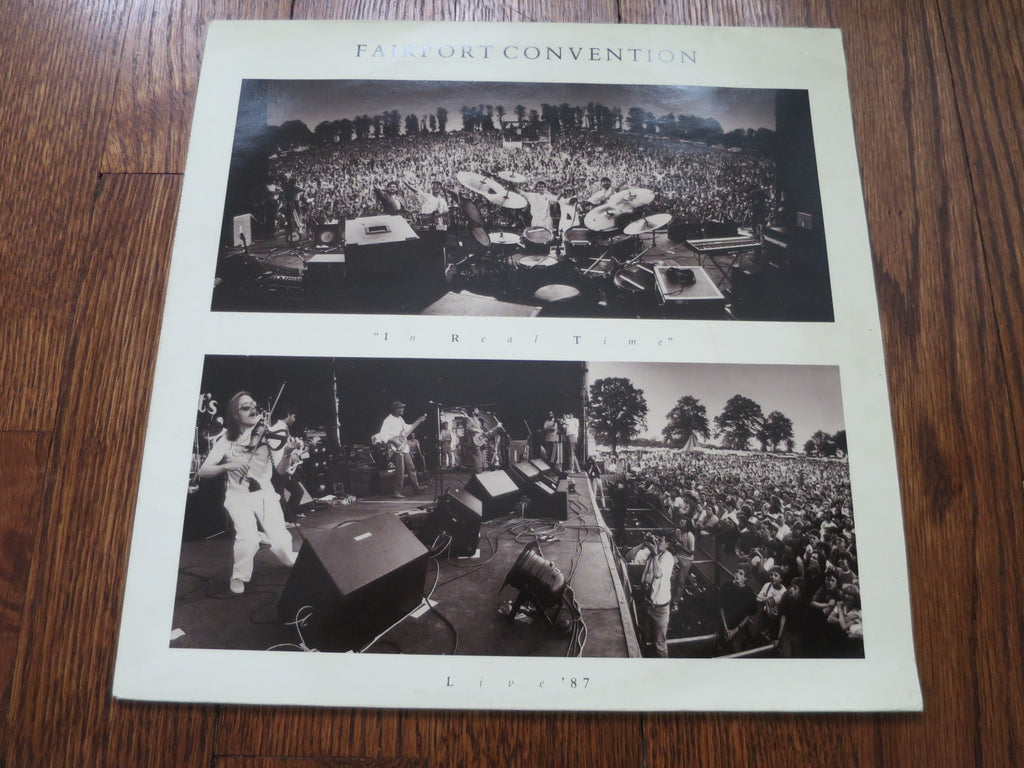 FAIRPORT CONVENTION
"In Real Time"
Live '87